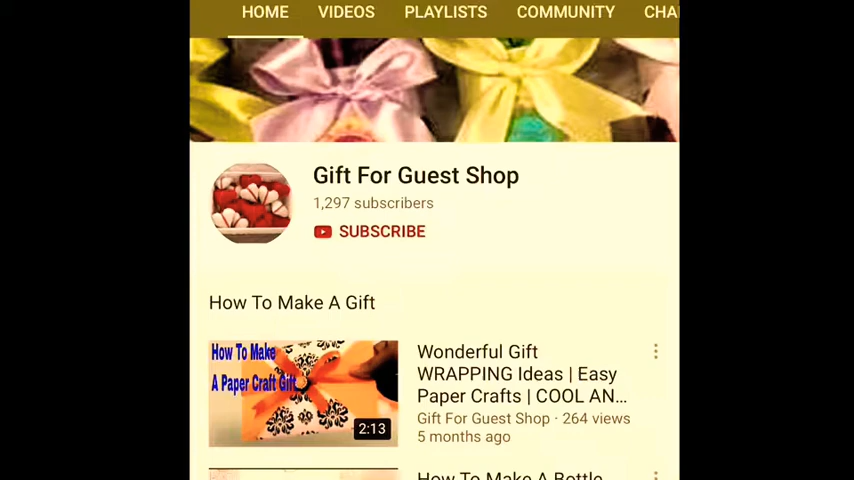 HOME VIDEOS PLAYLISTS COMMUNITY CHA
Gift For Guest Shop
1,297 subscribers
SUBSCRIBE
How To Make A Gift
How To Make
A Paper Craft Gift
2:13
Wonderful Gift
WRAPPING Ideas | Easy
Paper Crafts | COOL AN...
Gift For Guest Shop · 264 views
5 months ago
How To Make A Bottle